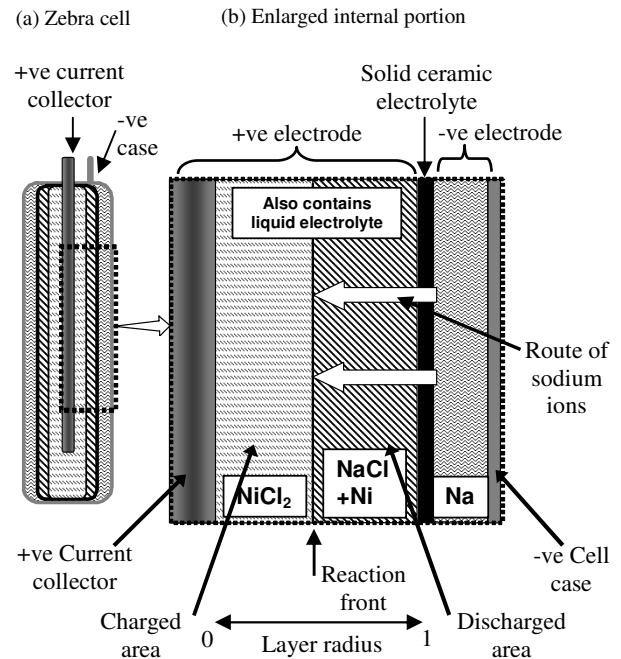 (a) Zebra cell
(b) Enlarged internal portion
+ve current
collector
-ve
case
Solid ceramic
electrolyte
+ve electrode
-ve electrode
Also contains
liquid electrolyte
Route of
sodium
ions
NiCl₂
NaCl
+Ni
Na
+ve Current
collector
Reaction
front
-ve Cell
case
Charged
area
Discharged
area
0
Layer radius
1